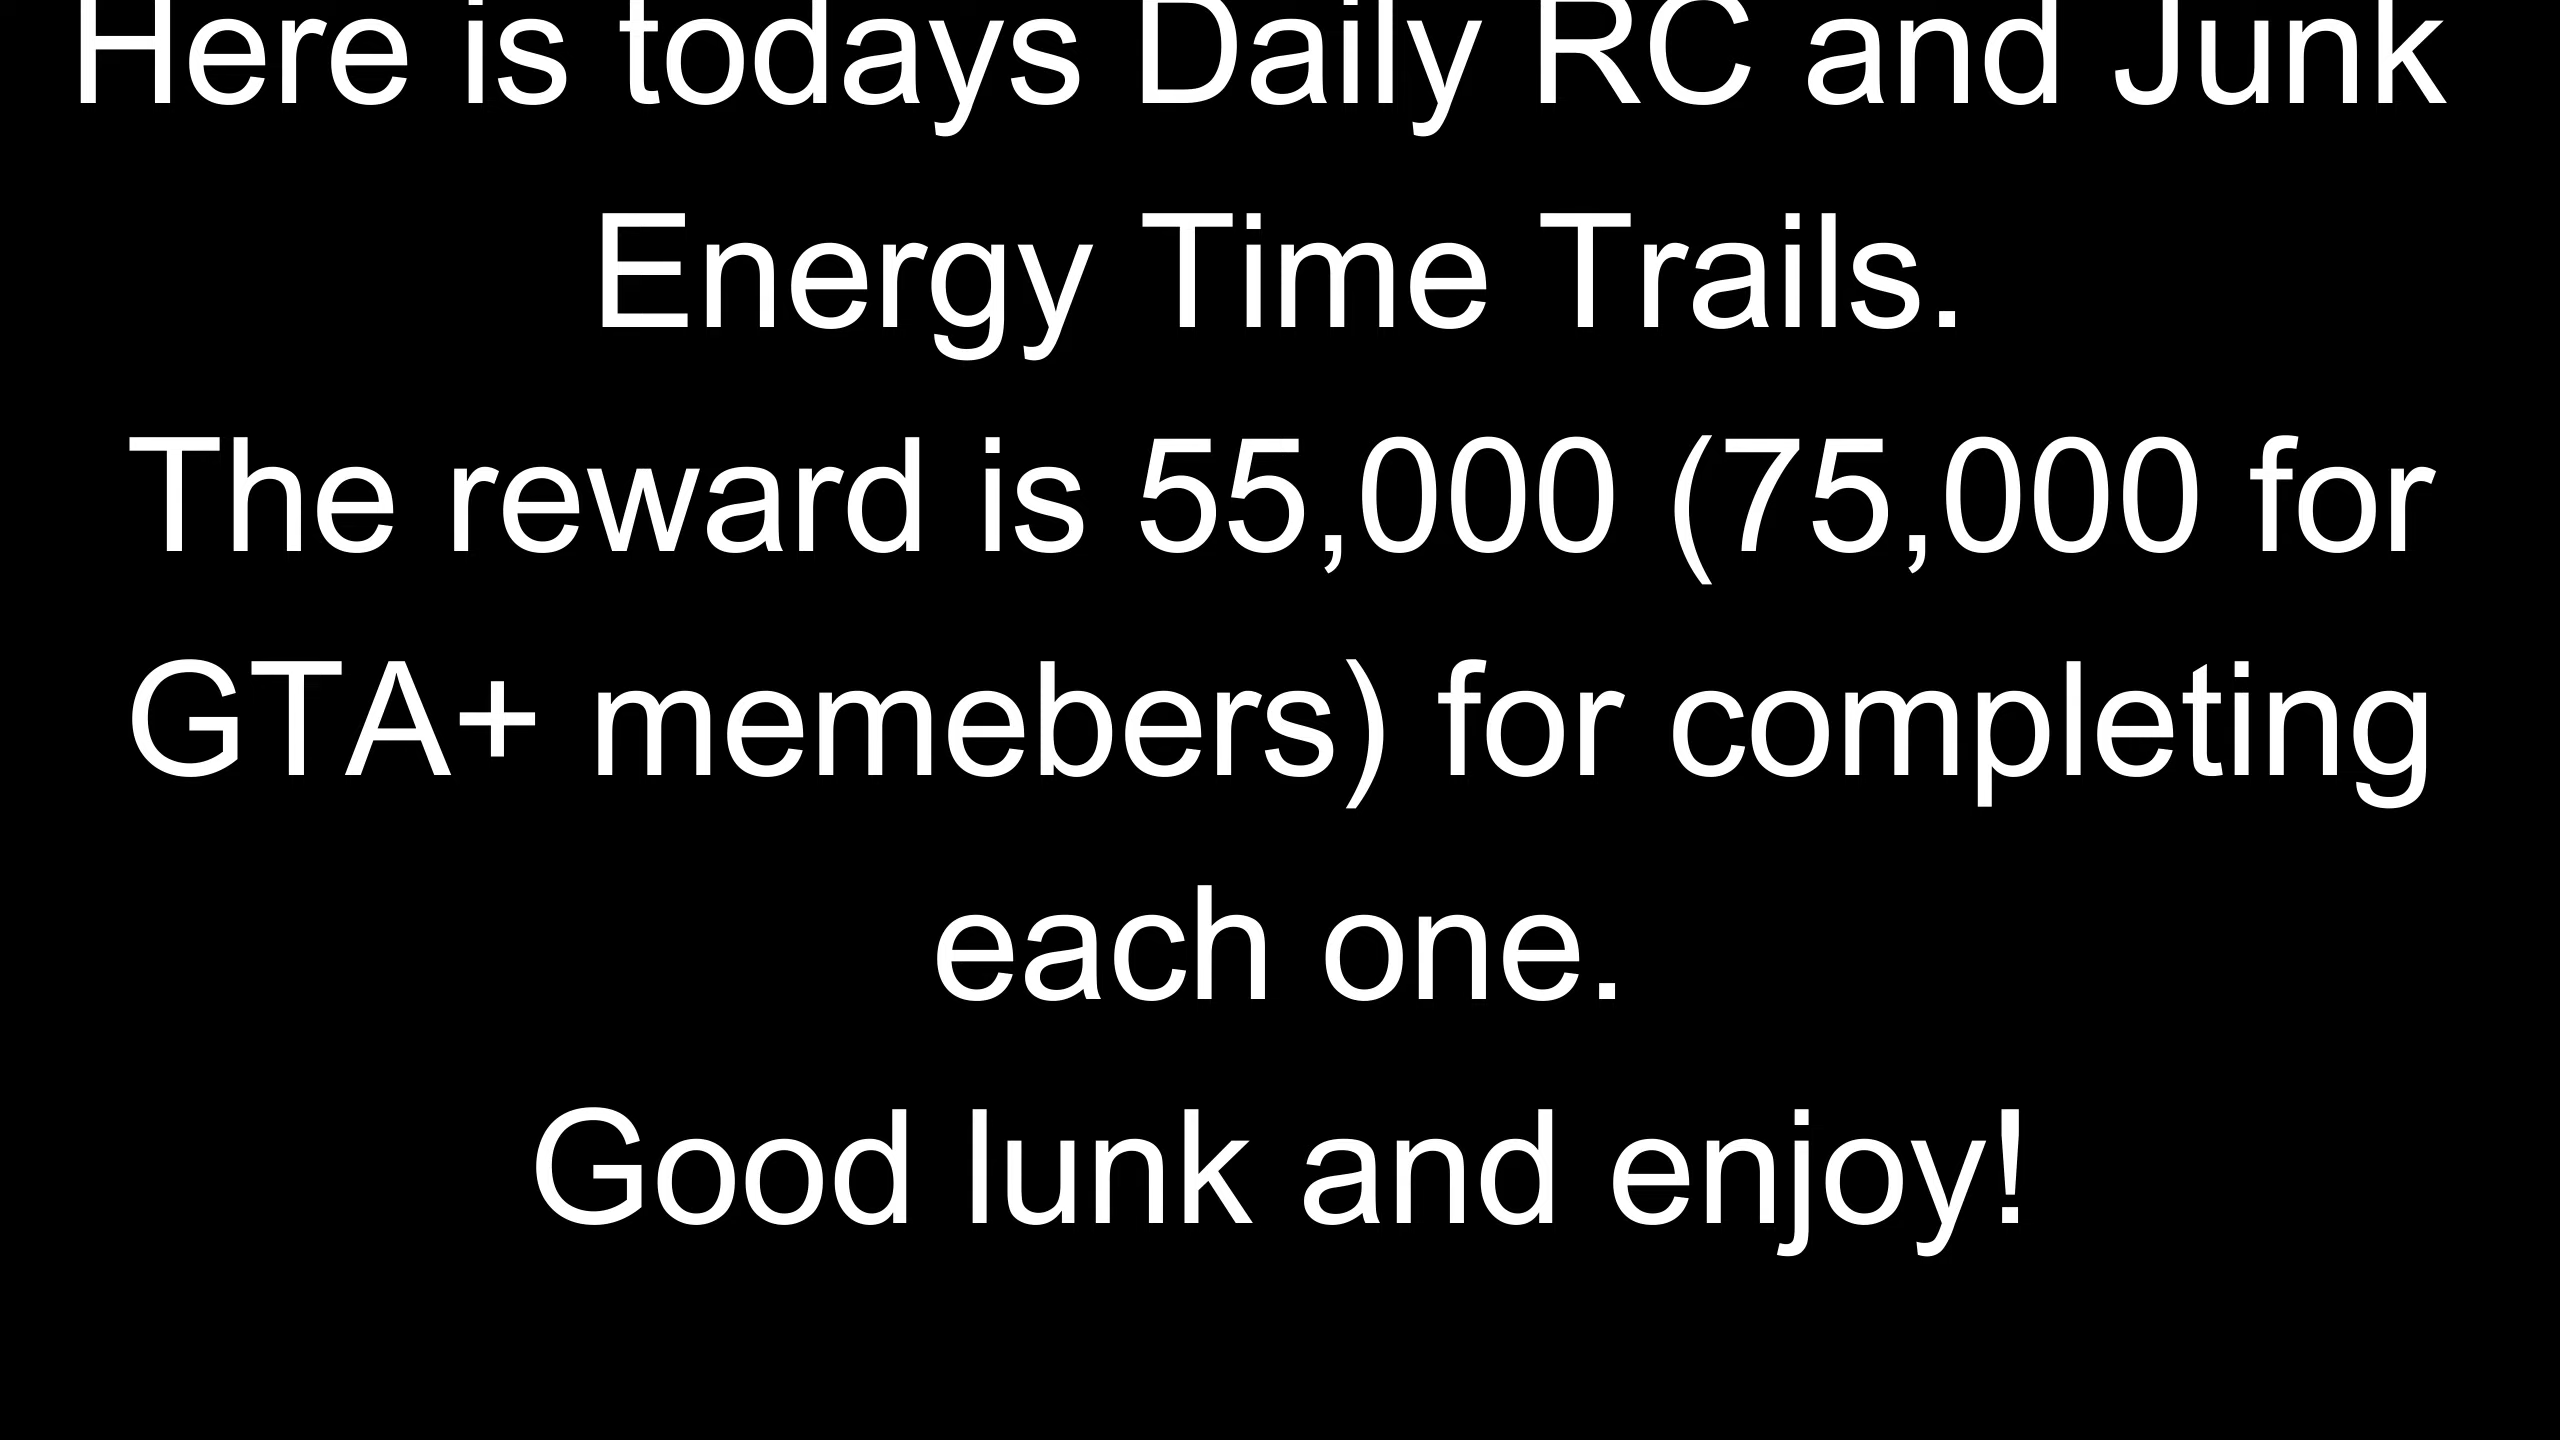 Here is todays Daily RC and Junk
Energy Time Trails.
The reward is 55,000 (75,000 for
GTA+ memebers) for completing
each one.
Good lunk and enjoy!